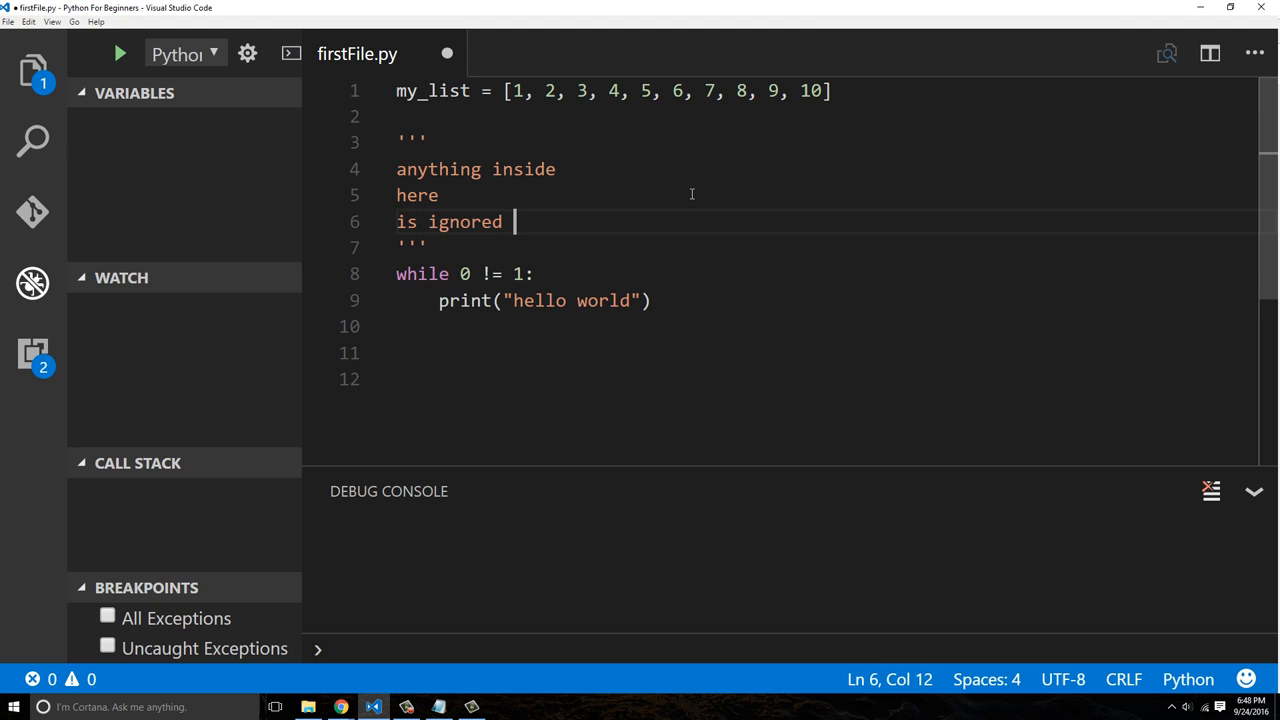 ● firstFile.py - Python For Beginners - Visual Studio Code
File Edit View Go Help
Python firstFile.py
1
VARIABLES
WATCH
CALL STACK
BREAKPOINTS
All Exceptions
Uncaught Exceptions
2
1 my_list = [1, 2, 3, 4, 5, 6, 7, 8, 9, 10]
2
3 '''
4 anything inside
5 here
6 is ignored
7 '''
8 while 0 != 1:
9     print("hello world")
10
11
12
DEBUG CONSOLE
0 0 Ln 6, Col 12 Spaces: 4 UTF-8 CRLF Python
I'm Cortana. Ask me anything. 6:48 PM
9/24/2016